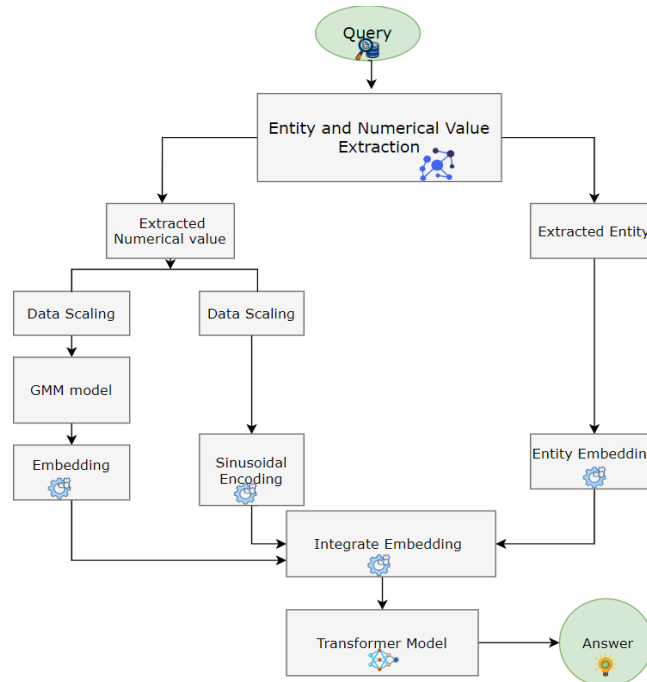 Query
Entity and Numerical Value
Extraction
Extracted
Numerical value
Extracted Entity
Data Scaling
Data Scaling
GMM model
Embedding
Sinusoidal
Encoding
Entity Embedding
Integrate Embedding
Transformer Model
Answer